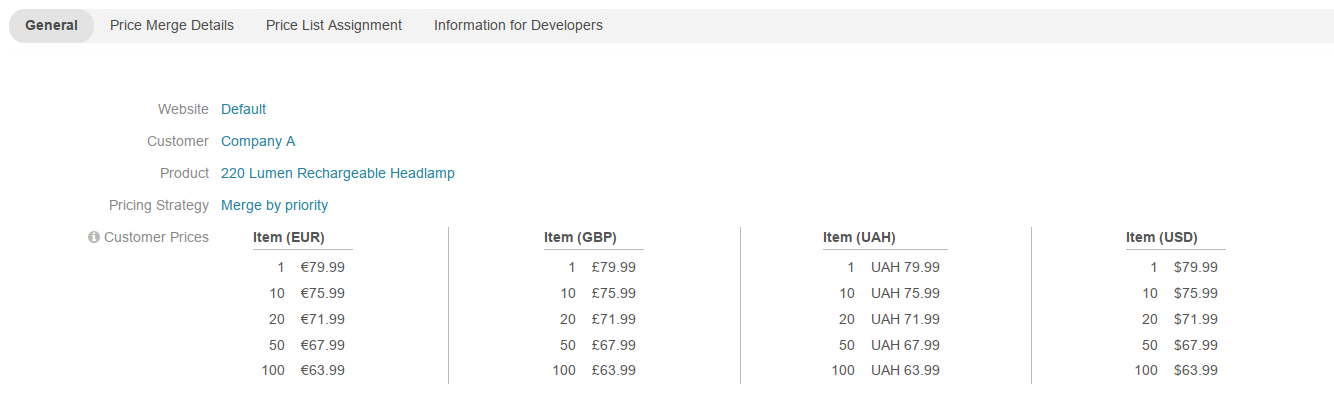 General Price Merge Details Price List Assignment Information for Developers
Website Default
Customer Company A
Product 220 Lumen Rechargeable Headlamp
Pricing Strategy Merge by priority
Customer Prices Item (EUR) Item (GBP) Item (UAH) Item (USD)
1 €79.99 1 £79.99 1 UAH 79.99 1 $79.99
10 €75.99 10 £75.99 10 UAH 75.99 10 $75.99
20 €71.99 20 £71.99 20 UAH 71.99 20 $71.99
50 €67.99 50 £67.99 50 UAH 67.99 50 $67.99
100 €63.99 100 £63.99 100 UAH 63.99 100 $63.99